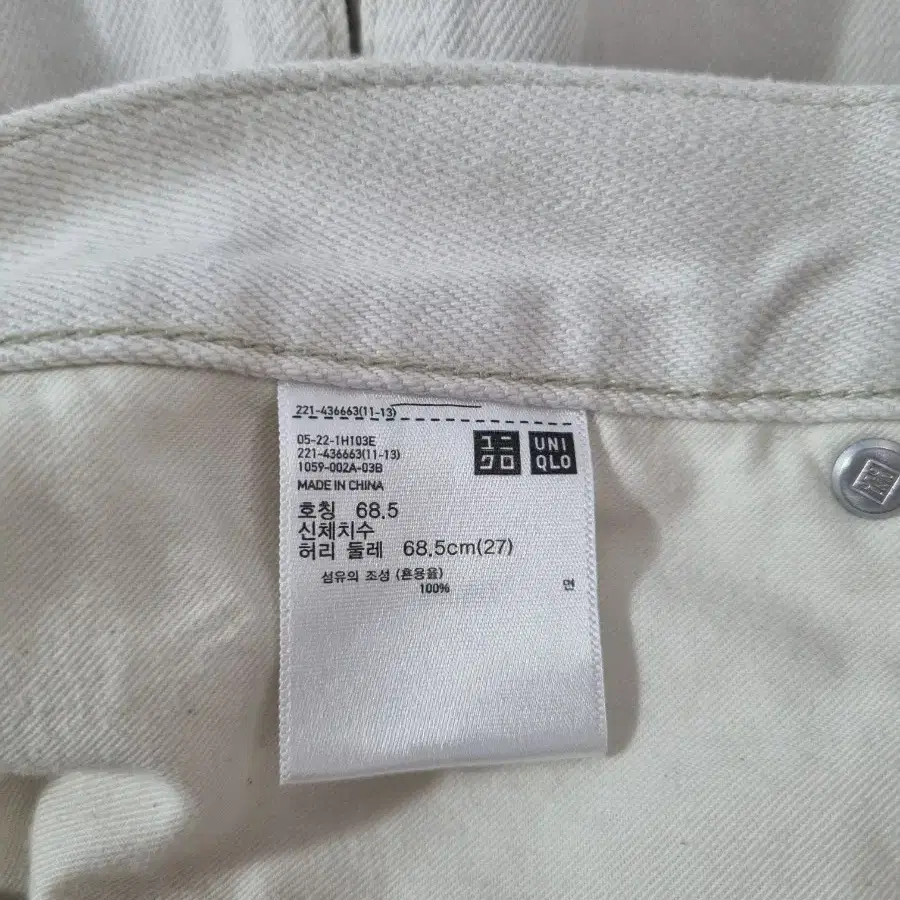 221-436663(11-13)
05-22-1H103E
221-436663(11-13)
1059-002A-03B
MADE IN CHINA
ユニ
クロ
UNI
QLO
호칭 68.5
신체치수
허리 둘레 68.5cm(27)
섬유의 조성 (혼용율)
100% 면